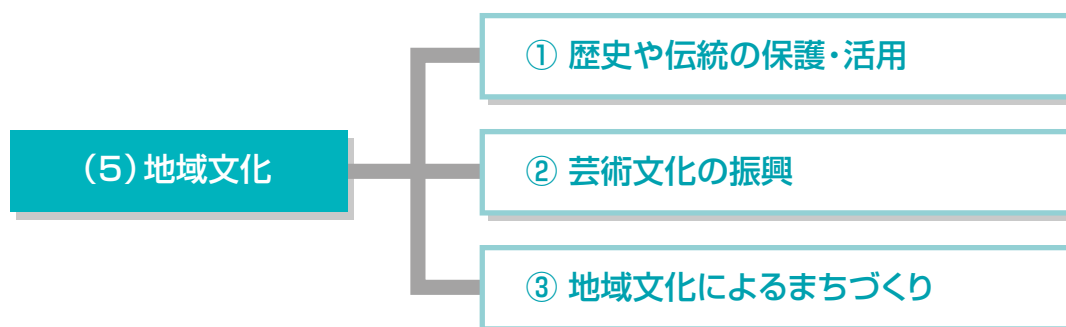 (5)地域文化
① 歴史や伝統の保護・活用
② 芸術文化の振興
③ 地域文化によるまちづくり